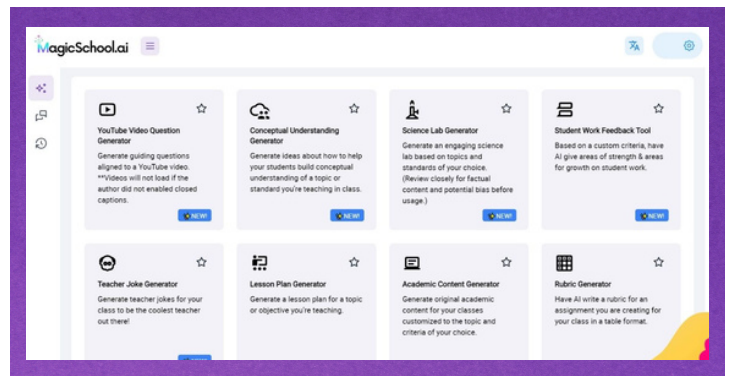 MagicSchool.ai
YouTube Video Question
Generator
Generate guiding questions
aligned to a YouTube video.
**Videos will not load if the
author did not enabled closed
captions.
NEW!
Conceptual Understanding
Generator
Generate ideas about how to help
your students build conceptual
understanding of a topic or
standard you're teaching in class.
NEW!
Science Lab Generator
Generate an engaging science
lab based on topics and
standards of your choice.
(Review closely for factual
content and potential bias before
usage.)
NEW!
Student Work Feedback Tool
Based on a custom criteria, have
AI give areas of strength & areas
for growth on student work.
NEW!
Teacher Joke Generator
Generate teacher jokes for your
class to be the coolest teacher
out there!
Lesson Plan Generator
Generate a lesson plan for a topic
or objective you're teaching.
Academic Content Generator
Generate original academic
content for your classes
customized to the topic and
criteria of your choice.
Rubric Generator
Have AI write a rubric for an
assignment you are creating for
your class in a table format.